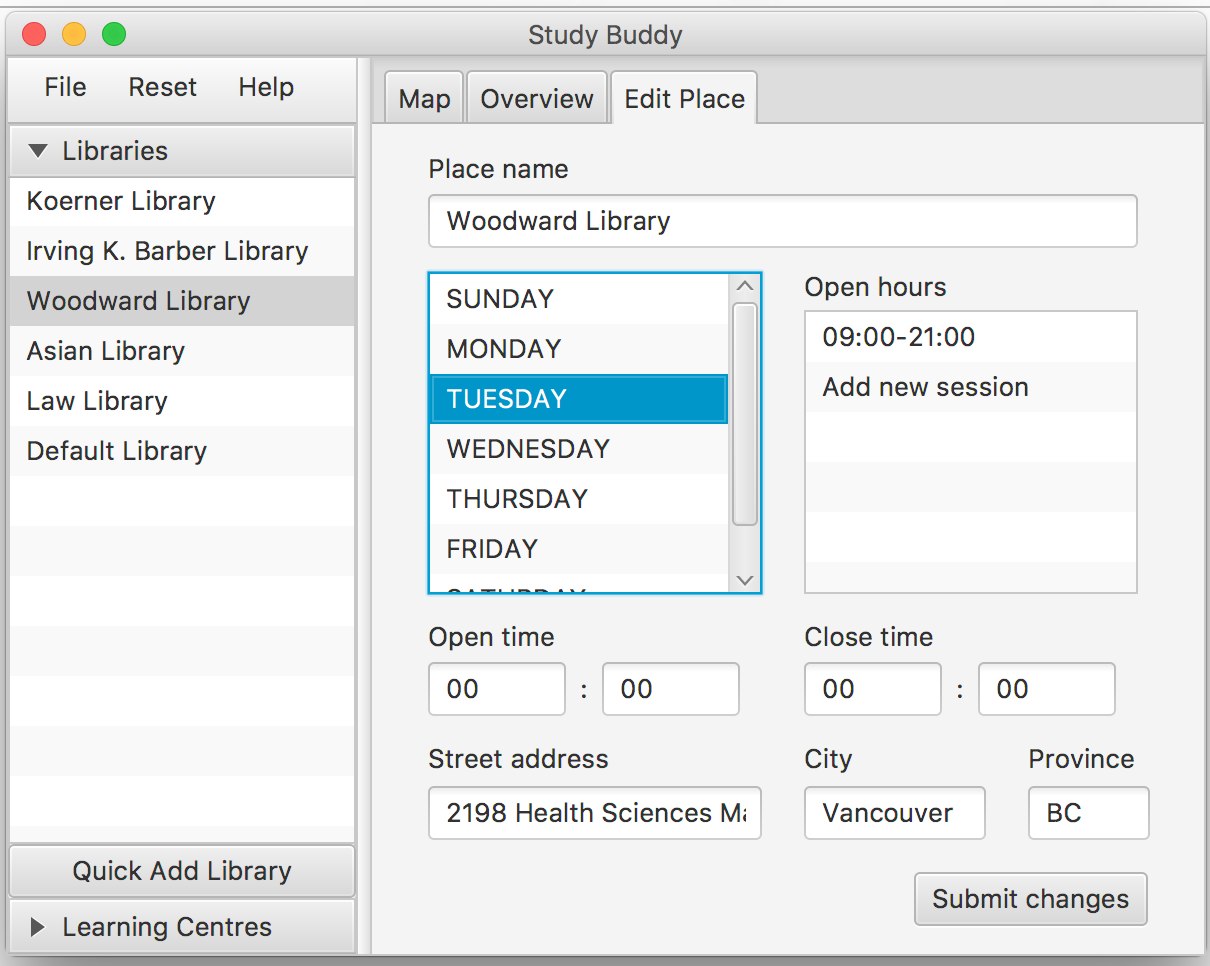 Study Buddy
File Reset Help
Libraries
Koerner Library
Irving K. Barber Library
Woodward Library
Asian Library
Law Library
Default Library
Quick Add Library
Learning Centres
Map Overview Edit Place
Place name
Woodward Library
SUNDAY
MONDAY
TUESDAY
WEDNESDAY
THURSDAY
FRIDAY
SATURDAY
Open hours
09:00-21:00
Add new session
Open time
00 : 00
Close time
00 : 00
Street address
2198 Health Sciences Ma
City
Vancouver
Province
BC
Submit changes